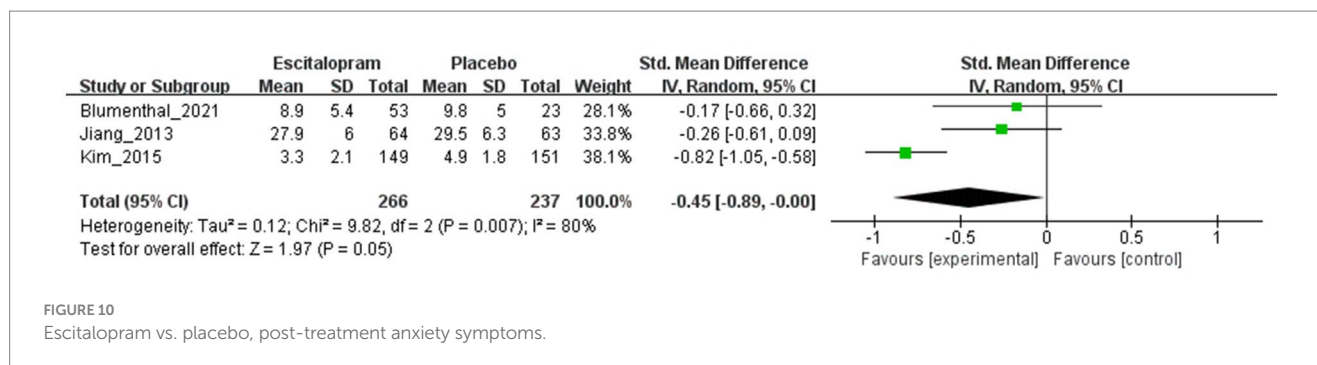 Escitalopram Placebo Std. Mean Difference Std. Mean Difference
Study or Subgroup Mean SD Total Mean SD Total Weight IV, Random, 95% CI IV, Random, 95% CI
Blumenthal_2021 8.9 5.4 53 9.8 5 23 28.1% -0.17 [-0.66, 0.32]
Jiang_2013 27.9 6 64 29.5 6.3 63 33.8% -0.26 [-0.61, 0.09]
Kim_2015 3.3 2.1 149 4.9 1.8 151 38.1% -0.82 [-1.05, -0.58]
Total (95% CI) 266 237 100.0% -0.45 [-0.89, -0.00]
Heterogeneity: Tau² = 0.12; Chi² = 9.82, df = 2 (P = 0.007); I² = 80%
Test for overall effect: Z = 1.97 (P = 0.05)
-1 -0.5 0 0.5 1
Favours [experimental] Favours [control]
FIGURE 10
Escitalopram vs. placebo, post-treatment anxiety symptoms.